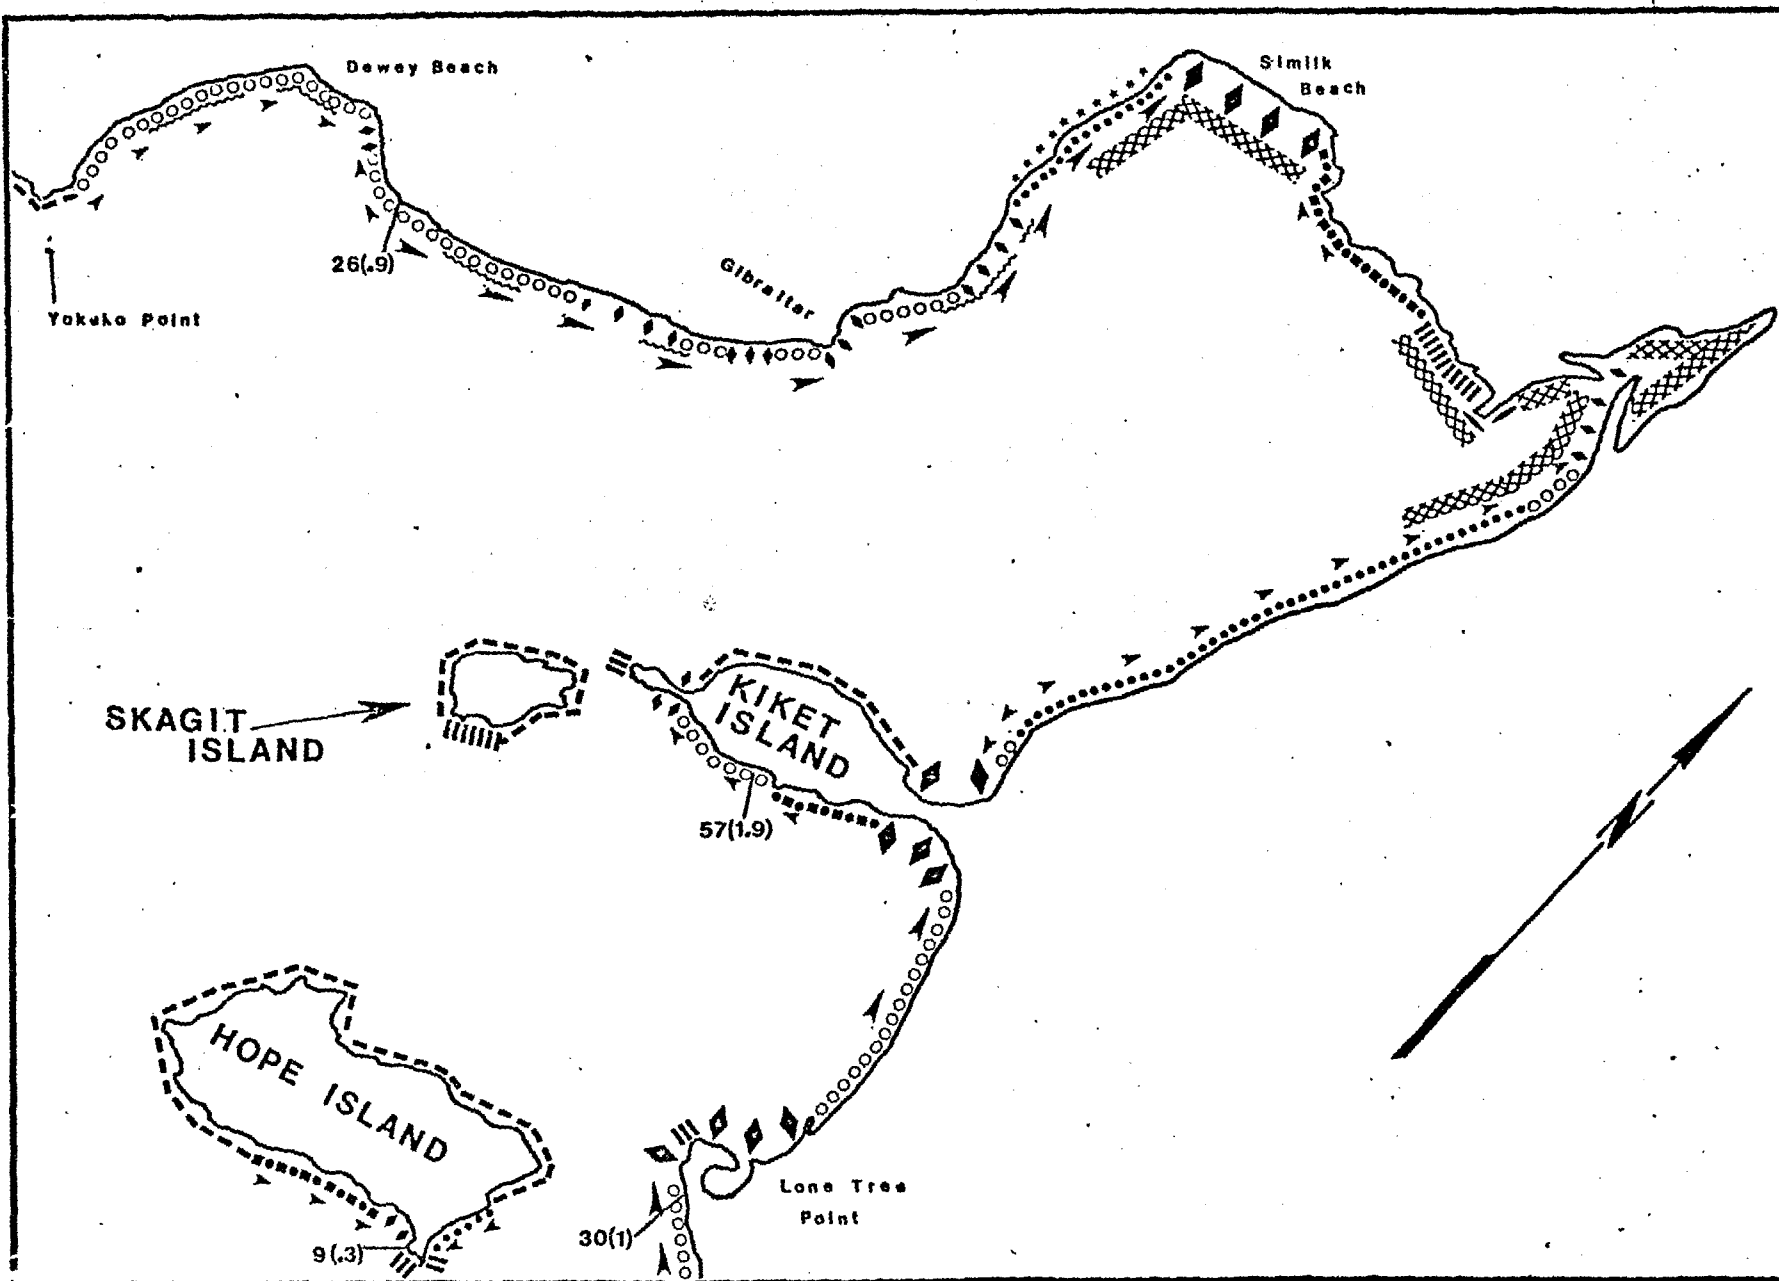 Dewey Beach
Similk
Beach
26(.9)
Gibraltar
Yokeko Point
SKAGIT
ISLAND
KIKET
ISLAND
57(1.9)
HOPE ISLAND
Lone Tree
Point
30(1)
9(.3)
N